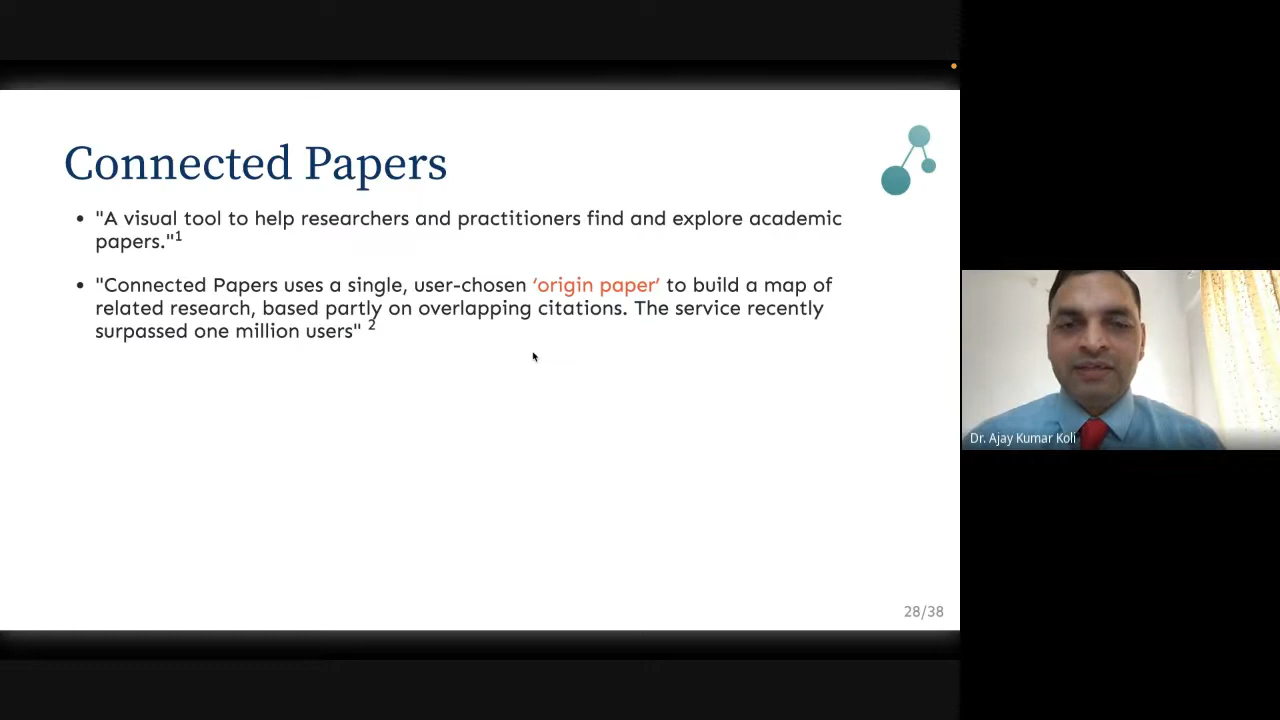 Connected Papers
• "A visual tool to help researchers and practitioners find and explore academic
papers."1
• "Connected Papers uses a single, user-chosen ‘origin paper’ to build a map of
related research, based partly on overlapping citations. The service recently
surpassed one million users" 2
Dr. Ajay Kumar Koli
28/38